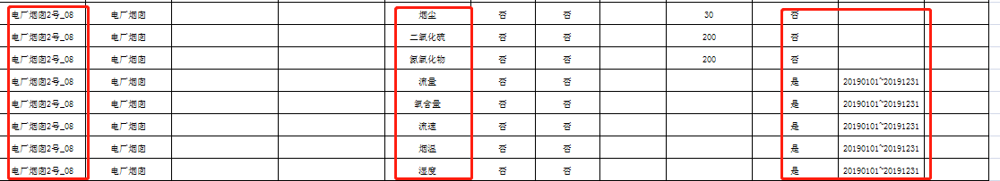 电厂烟囱2号_08 电厂烟囱 烟尘 否 否 30 否
电厂烟囱2号_08 电厂烟囱 二氧化硫 否 否 200 否
电厂烟囱2号_08 电厂烟囱 氮氧化物 否 否 200 否
电厂烟囱2号_08 电厂烟囱 流量 否 否 是 20190101~20191231
电厂烟囱2号_08 电厂烟囱 氧含量 否 否 是 20190101~20191231
电厂烟囱2号_08 电厂烟囱 流速 否 否 是 20190101~20191231
电厂烟囱2号_08 电厂烟囱 烟温 否 否 是 20190101~20191231
电厂烟囱2号_08 电厂烟囱 湿度 否 否 是 20190101~20191231